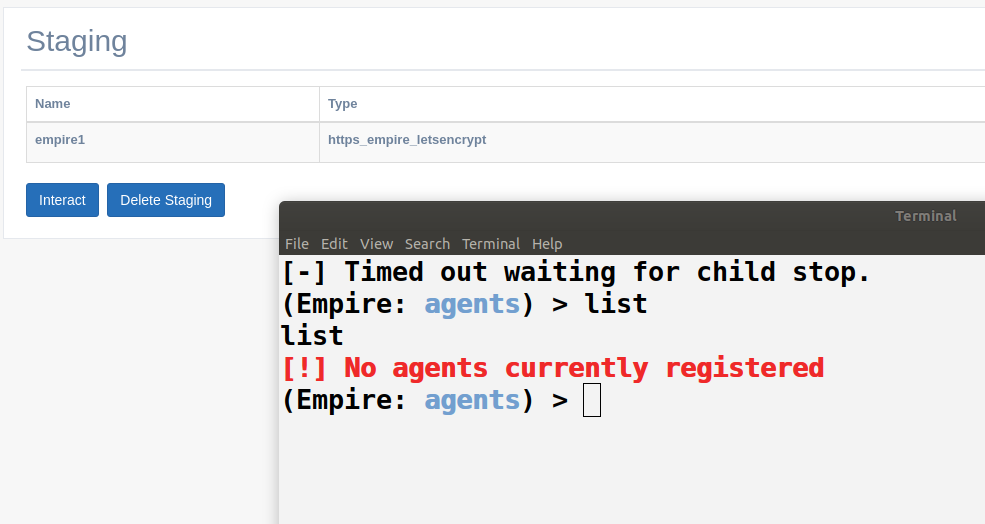 Staging
Name Type
empire1 https_empire_letsencrypt
Interact Delete Staging
Terminal
File Edit View Search Terminal Help
[-] Timed out waiting for child stop.
(Empire: agents) > list
list
[!] No agents currently registered
(Empire: agents) >